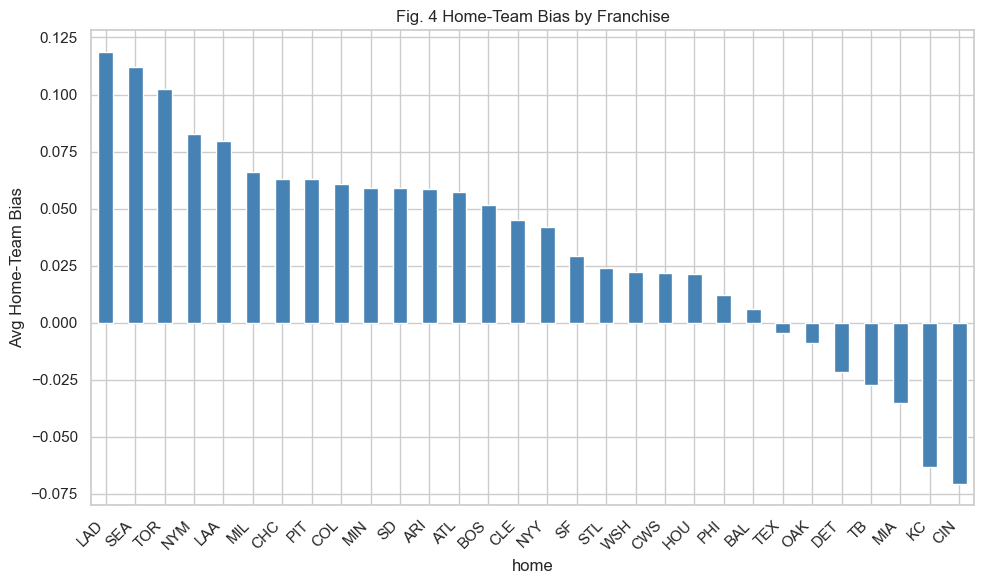 Fig. 4 Home-Team Bias by Franchise
Avg Home-Team Bias
0.125
0.100
0.075
0.050
0.025
0.000
−0.025
−0.050
−0.075
LAD SEA TOR NYM LAA MIL CHC PIT COL MIN SD ARI ATL BOS CLE NYY SF STL WSH CWS HOU PHI BAL TEX OAK DET TB MIA KC CIN
home